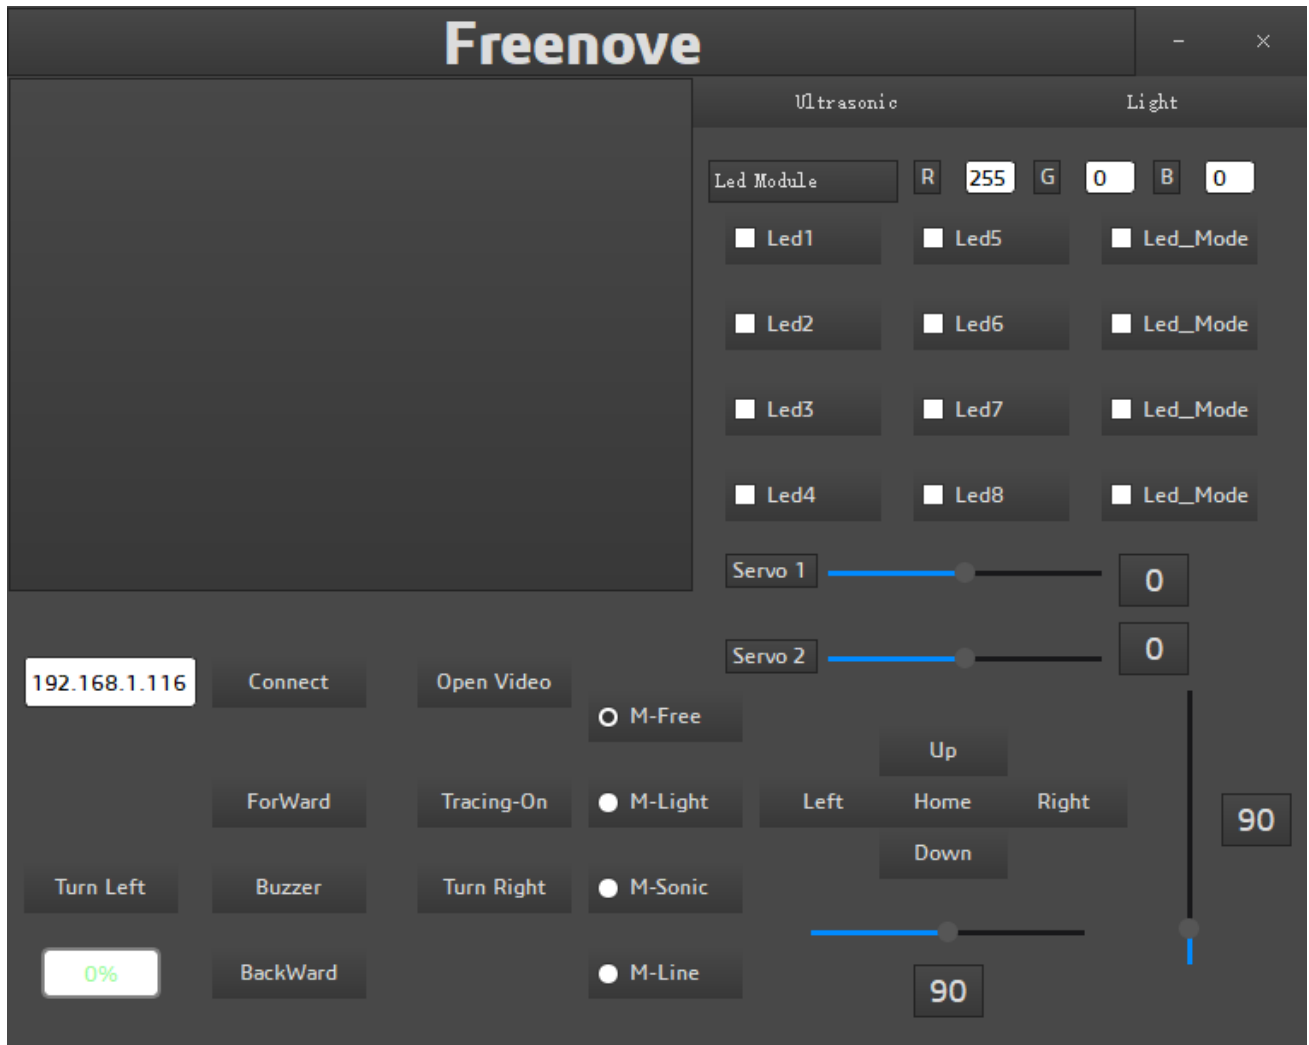 Freenove
Ultrasonic Light
Led Module R 255 G 0 B 0
Led1 Led5 Led_Mode
Led2 Led6 Led_Mode
Led3 Led7 Led_Mode
Led4 Led8 Led_Mode
Servo 1 0
Servo 2 0
192.168.1.116 Connect Open Video
M-Free
Up
ForWard Tracing-On M-Light Left Home Right
90
Down
Turn Left Buzzer Turn Right M-Sonic
0% BackWard M-Line
90